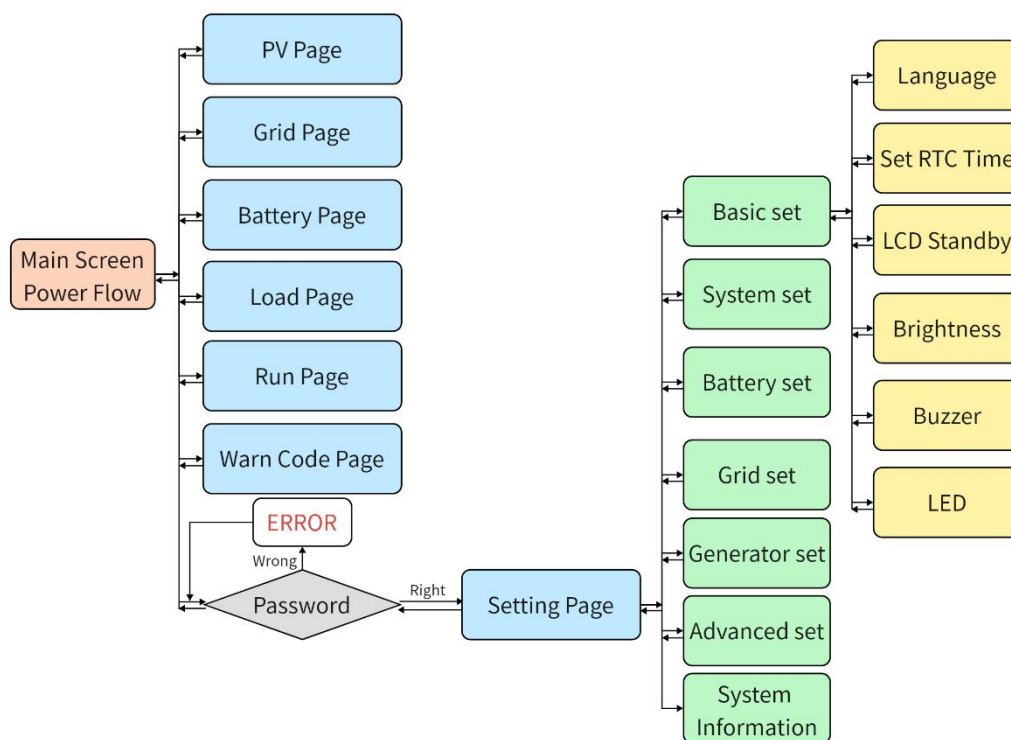 PV Page
Grid Page
Battery Page
Main Screen
Power Flow
Load Page
Run Page
Warn Code Page
ERROR
Wrong
Password
Right
Setting Page
Basic set
System set
Battery set
Grid set
Generator set
Advanced set
System
Information
Language
Set RTC Time
LCD Standby
Brightness
Buzzer
LED